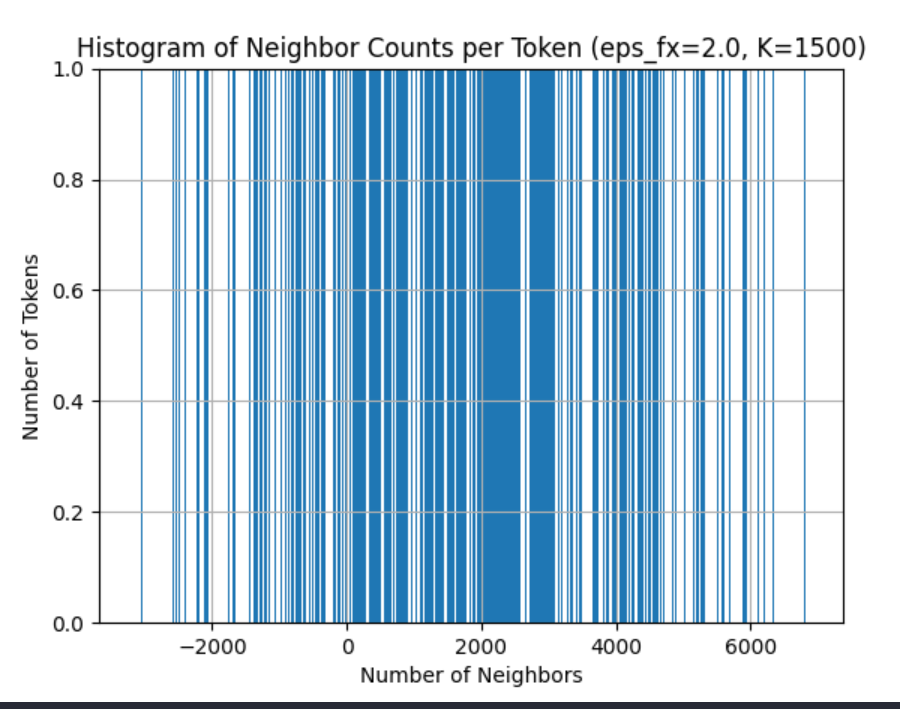 Histogram of Neighbor Counts per Token (eps_fx=2.0, K=1500)
1.0
0.8
0.6
0.4
0.2
0.0
Number of Tokens
−2000 0 2000 4000 6000
Number of Neighbors